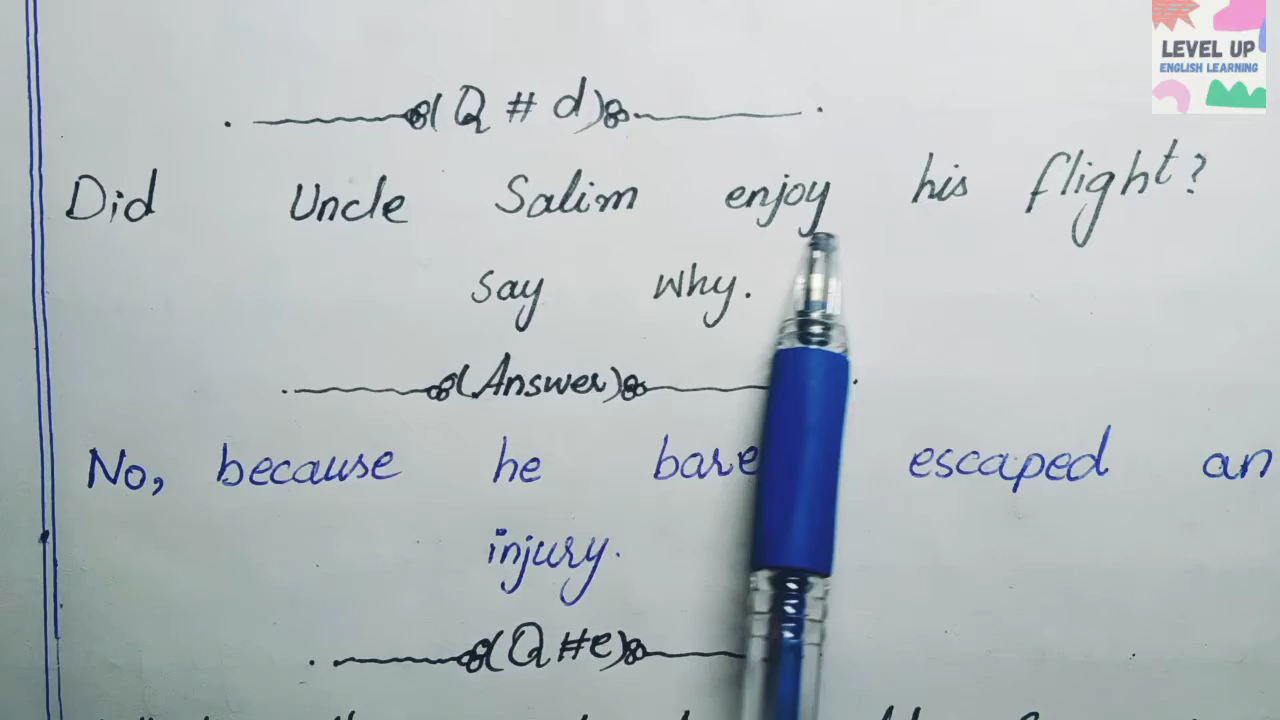 LEVEL UP
ENGLISH LEARNING
(Q # d)
Did Uncle Salim enjoy his flight?
say why.
(Answer)
No, because he bare escaped an
injury.
(Q #e)